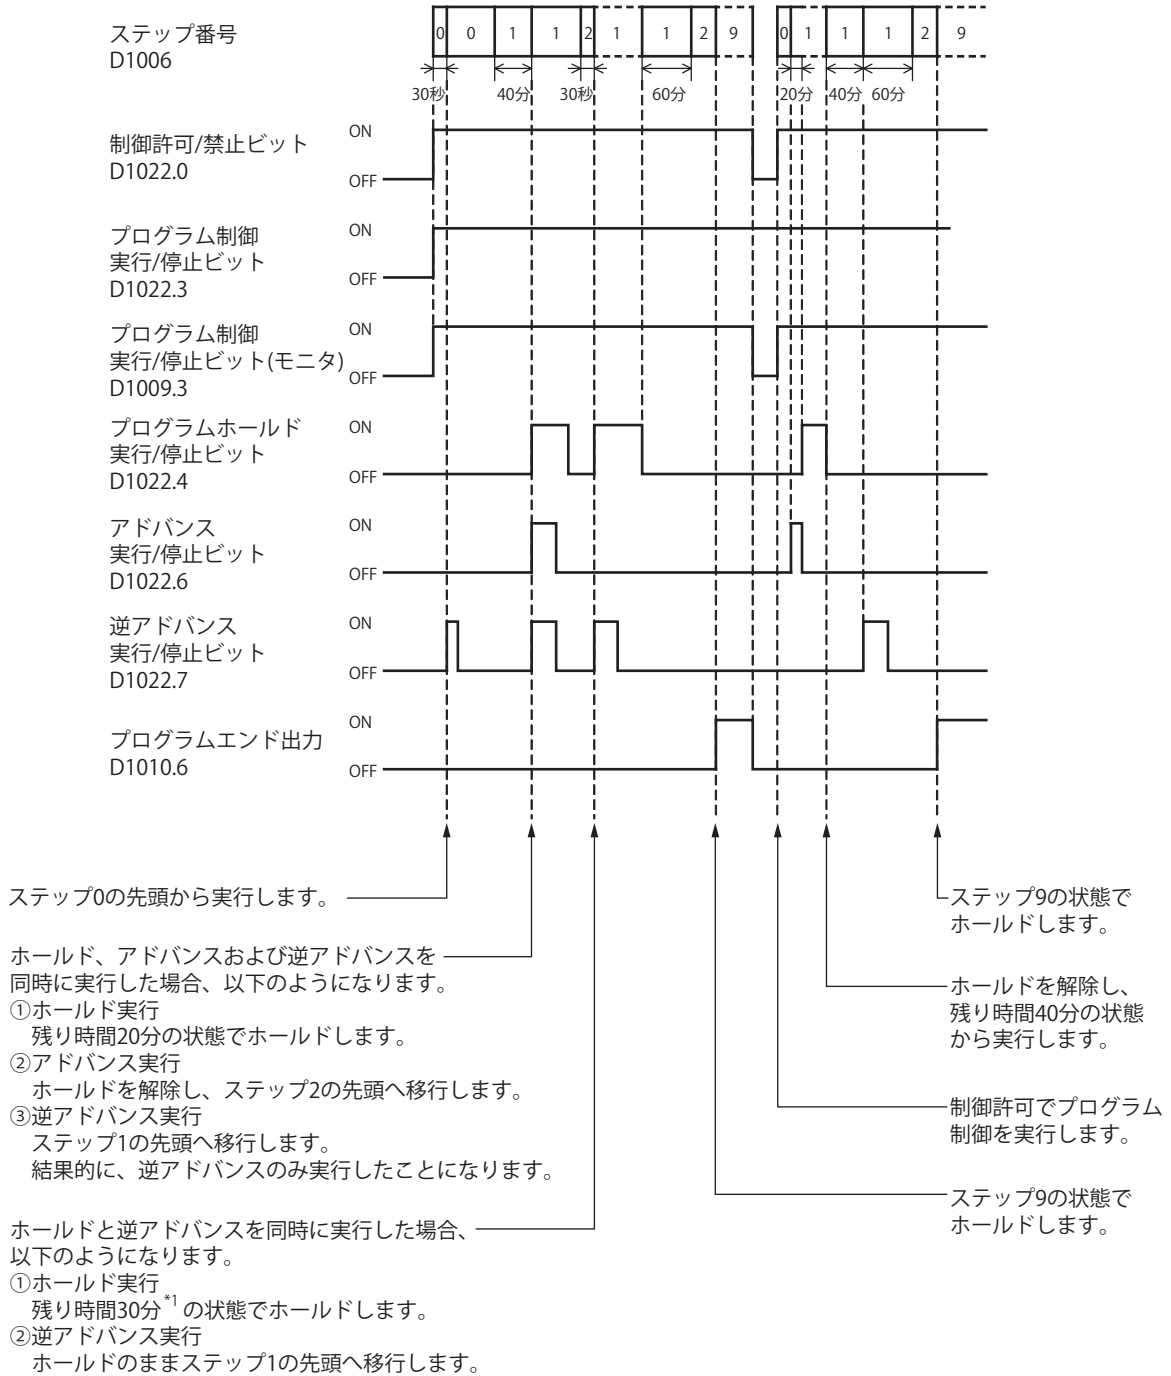 ステップ番号
D1006
0 0 1 1 2 1 1 2 9 0 1 1 1 2 9
30秒 40分 30秒 60分 20分 40分 60分
制御許可/禁止ビット
D1022.0
ON
OFF
プログラム制御
実行/停止ビット
D1022.3
ON
OFF
プログラム制御
実行/停止ビット(モニタ)
D1009.3
ON
OFF
プログラムホールド
実行/停止ビット
D1022.4
ON
OFF
アドバンス
実行/停止ビット
D1022.6
ON
OFF
逆アドバンス
実行/停止ビット
D1022.7
ON
OFF
プログラムエンド出力
D1010.6
ON
OFF
ステップ0の先頭から実行します。
ホールド、アドバンスおよび逆アドバンスを
同時に実行した場合、以下のようになります。
①ホールド実行
残り時間20分の状態でホールドします。
②アドバンス実行
ホールドを解除し、ステップ2の先頭へ移行します。
③逆アドバンス実行
ステップ1の先頭へ移行します。
結果的に、逆アドバンスのみ実行したことになります。
ホールドと逆アドバンスを同時に実行した場合、
以下のようになります。
①ホールド実行
残り時間30分*1 の状態でホールドします。
②逆アドバンス実行
ホールドのままステップ1の先頭へ移行します。
ステップ9の状態で
ホールドします。
ホールドを解除し、
残り時間40分の状態
から実行します。
制御許可でプログラム
制御を実行します。
ステップ9の状態で
ホールドします。